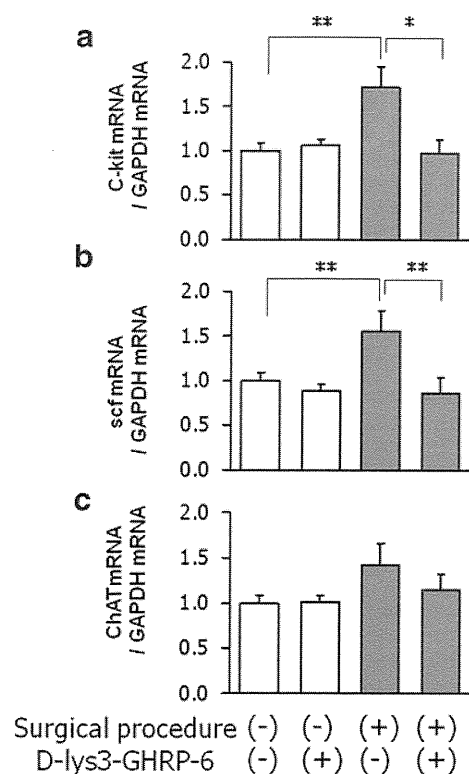 a
** *
C-kit mRNA
/ GAPDH mRNA
2.0
1.5
1.0
0.5
0.0
b
** **
scf mRNA
/ GAPDH mRNA
2.0
1.5
1.0
0.5
0.0
c
ChAT mRNA
/ GAPDH mRNA
2.0
1.5
1.0
0.5
0.0
Surgical procedure (-) (-) (+) (+)
D-lys3-GHRP-6 (-) (+) (-) (+)